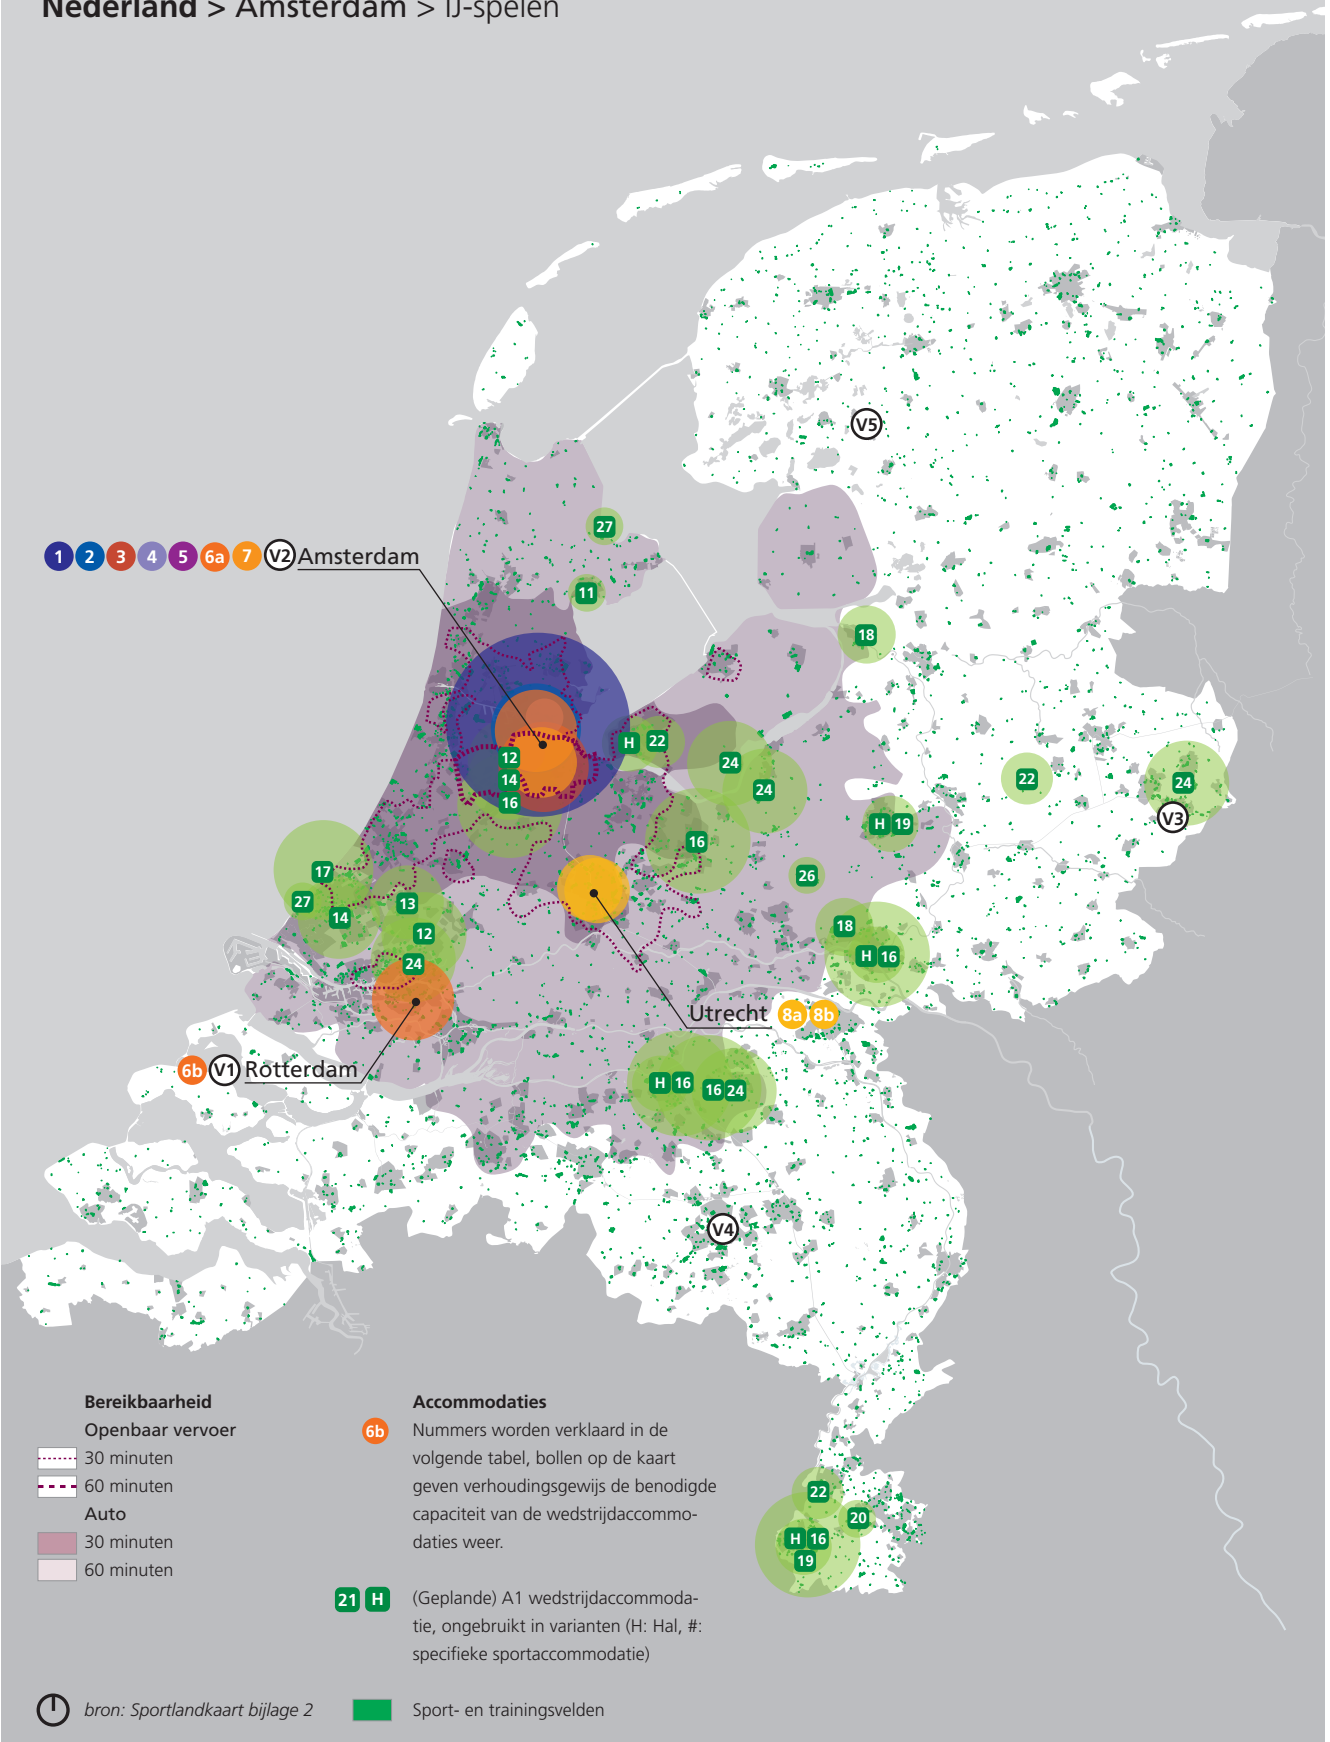 Nederland > Amsterdam > IJ-spelen
V5
27
1 2 3 4 5 6a 7 V2 Amsterdam
11
18
H 22
12
14
16
24
24
22
24
V3
H 19
16
17
27
14
13
12
24
26
18
H 16
Utrecht 8a 8b
6b V1 Rotterdam
H 16 16 24
V4
22
20
H 16
19
Bereikbaarheid
Openbaar vervoer
30 minuten
60 minuten
Auto
30 minuten
60 minuten
Accommodaties
6b Nummers worden verklaard in de
volgende tabel, bollen op de kaart
geven verhoudingsgewijs de benodigde
capaciteit van de wedstrijdaccommo-
daties weer.
21 H (Geplande) A1 wedstrijdaccommoda-
tie, ongebruikt in varianten (H: Hal, #:
specifieke sportaccommodatie)
bron: Sportlandkaart bijlage 2
Sport- en trainingsvelden